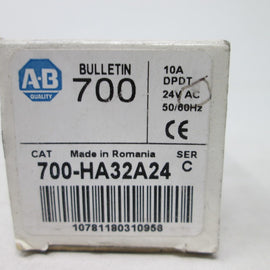 A-B
QUALITY
BULLETIN
700
10A
DPDT
24V AC
50/60Hz
CE
CAT Made in Romania SER
700-HA32A24 C
10781180310958